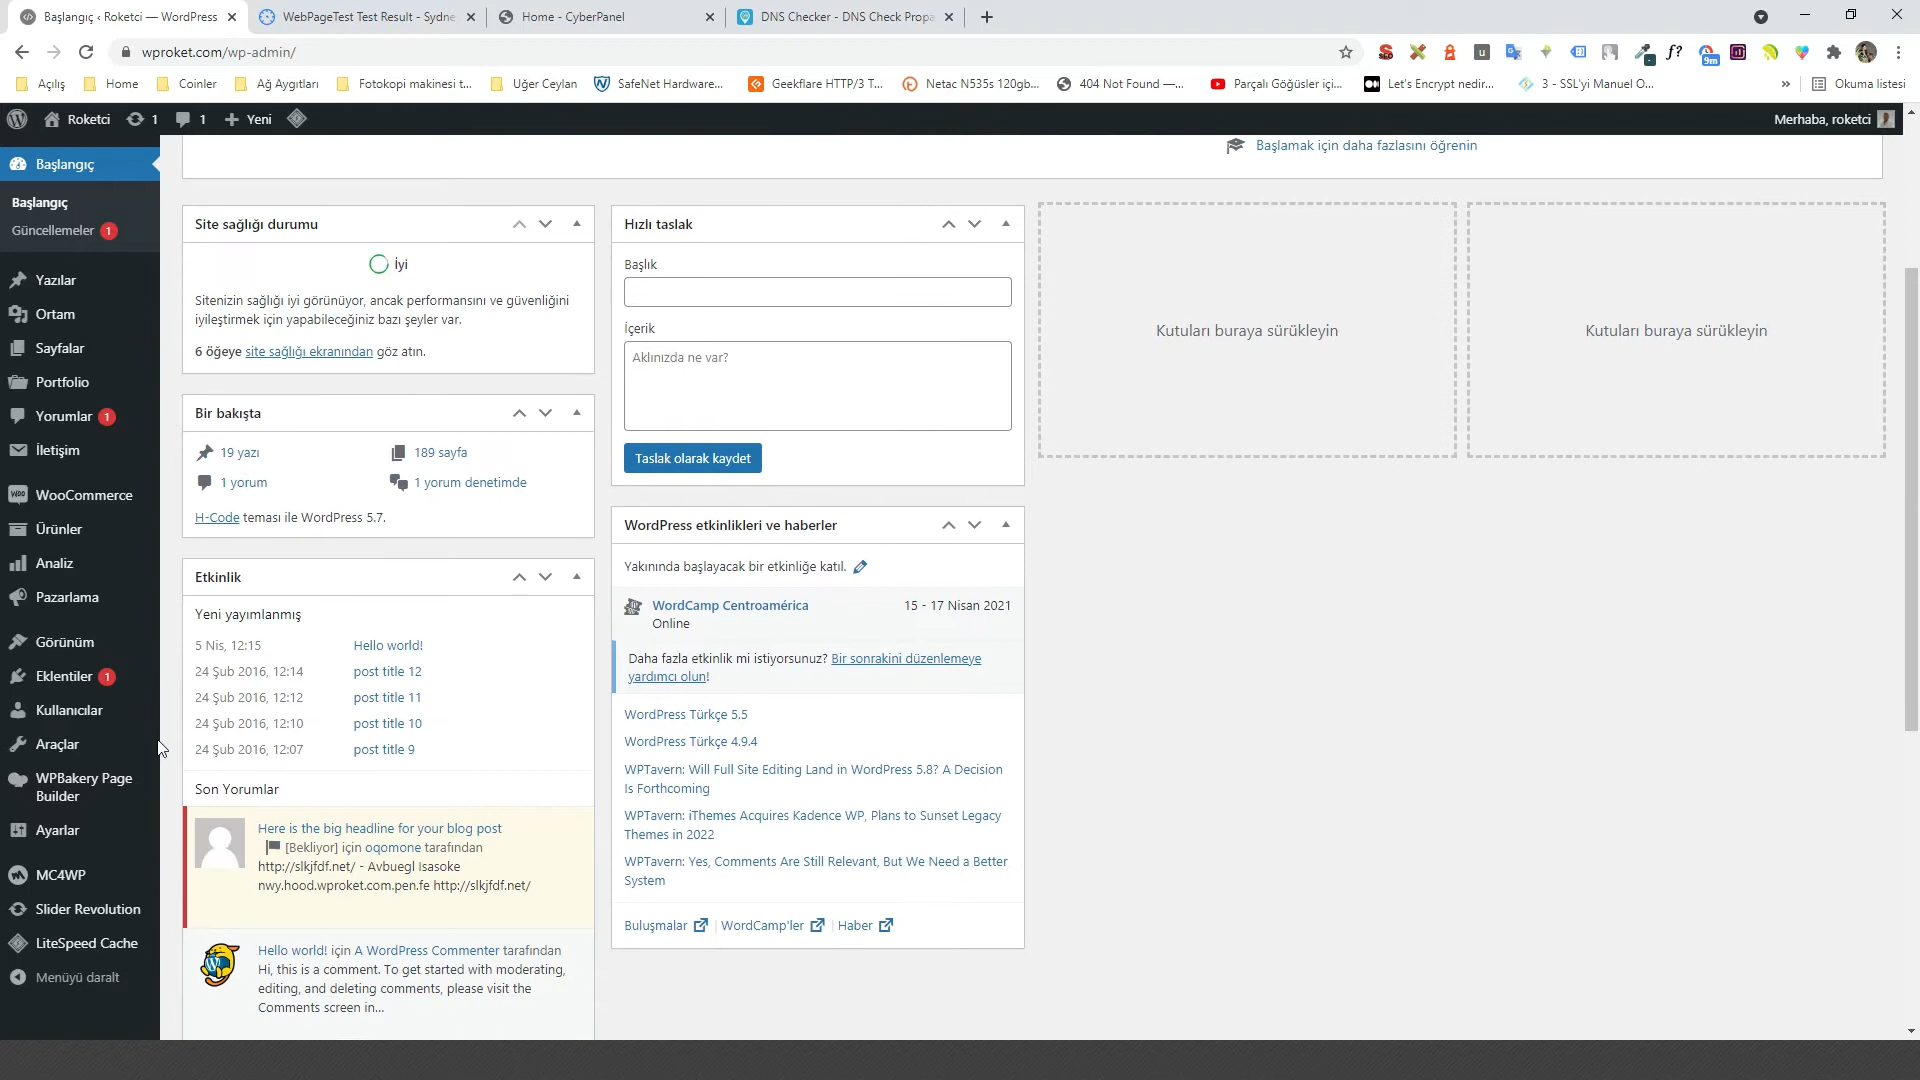 Başlangıç ‹ Roketci — WordPress
WebPageTest Test Result - Sydne
Home - CyberPanel
DNS Checker - DNS Check Propa
wproket.com/wp-admin/
SEO
f?
9m
Açılış
Home
Coinler
Ağ Aygıtları
Fotokopi makinesi t...
Uğer Ceylan
SafeNet Hardware...
Geekflare HTTP/3 T...
Netac N535s 120gb...
404 Not Found —...
Parçalı Göğüsler içi...
Let's Encrypt nedir...
3 - SSL'yi Manuel O...
»
Okuma listesi
Roketci
1
1
Yeni
Merhaba, roketci
Başlangıç
Başlangıç
Güncellemeler 1
Yazılar
Ortam
Sayfalar
Portfolio
Yorumlar 1
İletişim
WooCommerce
Ürünler
Analiz
Pazarlama
Görünüm
Eklentiler 1
Kullanıcılar
Araçlar
WPBakery Page
Builder
Ayarlar
MC4WP
Slider Revolution
LiteSpeed Cache
Menüyü daralt
Başlamak için daha fazlasını öğrenin
Site sağlığı durumu
İyi
Sitenizin sağlığı iyi görünüyor, ancak performansını ve güvenliğini
iyileştirmek için yapabileceğiniz bazı şeyler var.
6 öğeye site sağlığı ekranından göz atın.
Bir bakışta
19 yazı
189 sayfa
1 yorum
1 yorum denetimde
H-Code teması ile WordPress 5.7.
Etkinlik
Yeni yayımlanmış
5 Nis, 12:15 Hello world!
24 Şub 2016, 12:14 post title 12
24 Şub 2016, 12:12 post title 11
24 Şub 2016, 12:10 post title 10
24 Şub 2016, 12:07 post title 9
Son Yorumlar
Here is the big headline for your blog post
[Bekliyor] için oqomone tarafından
http://slkjfdf.net/ - Avbuegl Isasoke
nwy.hood.wproket.com.pen.fe http://slkjfdf.net/
Hello world! için A WordPress Commenter tarafından
Hi, this is a comment. To get started with moderating,
editing, and deleting comments, please visit the
Comments screen in...
Hızlı taslak
Başlık
İçerik
Aklınızda ne var?
Taslak olarak kaydet
WordPress etkinlikleri ve haberler
Yakınında başlayacak bir etkinliğe katıl.
WordCamp Centroamérica 15 - 17 Nisan 2021
Online
Daha fazla etkinlik mi istiyorsunuz? Bir sonrakini düzenlemeye
yardımcı olun!
WordPress Türkçe 5.5
WordPress Türkçe 4.9.4
WPTavern: Will Full Site Editing Land in WordPress 5.8? A Decision
Is Forthcoming
WPTavern: iThemes Acquires Kadence WP, Plans to Sunset Legacy
Themes in 2022
WPTavern: Yes, Comments Are Still Relevant, But We Need a Better
System
Buluşmalar | WordCamp'ler | Haber
Kutuları buraya sürükleyin
Kutuları buraya sürükleyin